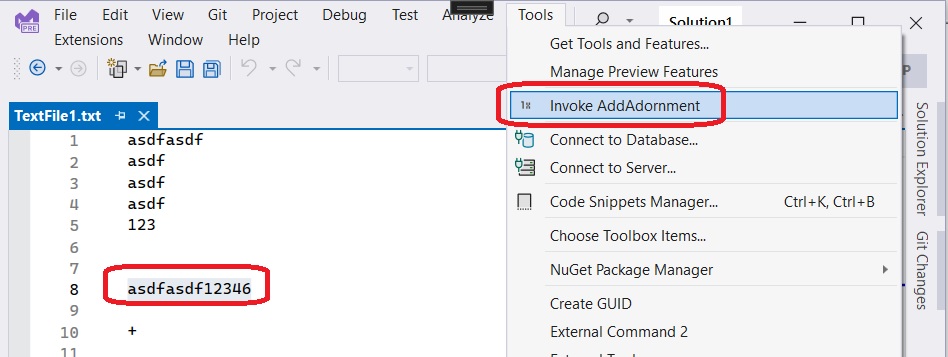 File Edit View Git Project Debug Test Analyze Tools Solution1
Extensions Window Help
PRE
Get Tools and Features...
Manage Preview Features
Invoke AddAdornment
Connect to Database...
Connect to Server...
Code Snippets Manager... Ctrl+K, Ctrl+B
Choose Toolbox Items...
NuGet Package Manager
Create GUID
External Command 2
TextFile1.txt
1 asdfasdf
2 asdf
3 asdf
4 asdf
5 123
6
7
8 asdfasdf12346
9
10 +
11
P
Solution Explorer
Git Changes